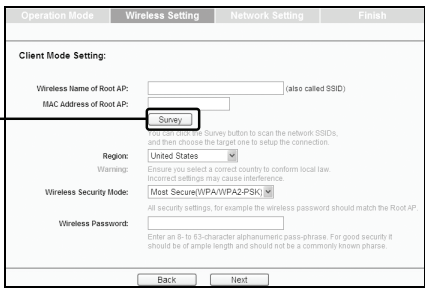 Operation Mode Wireless Setting Network Setting Finish
Client Mode Setting:
Wireless Name of Root AP: (also called SSID)
MAC Address of Root AP:
Survey
You can click the Survey button to scan the network SSIDs,
and then choose the target one to setup the connection.
Region: United States
Warning: Ensure you select a correct country to conform local law.
Incorrect settings may cause interference.
Wireless Security Mode: Most Secure(WPA/WPA2-PSK)
All security settings, for example the wireless password should match the Root AP.
Wireless Password:
Enter an 8- to 63-character alphanumeric pass-phrase. For good security it
should be of ample length and should not be a commonly known pharse.
Back Next